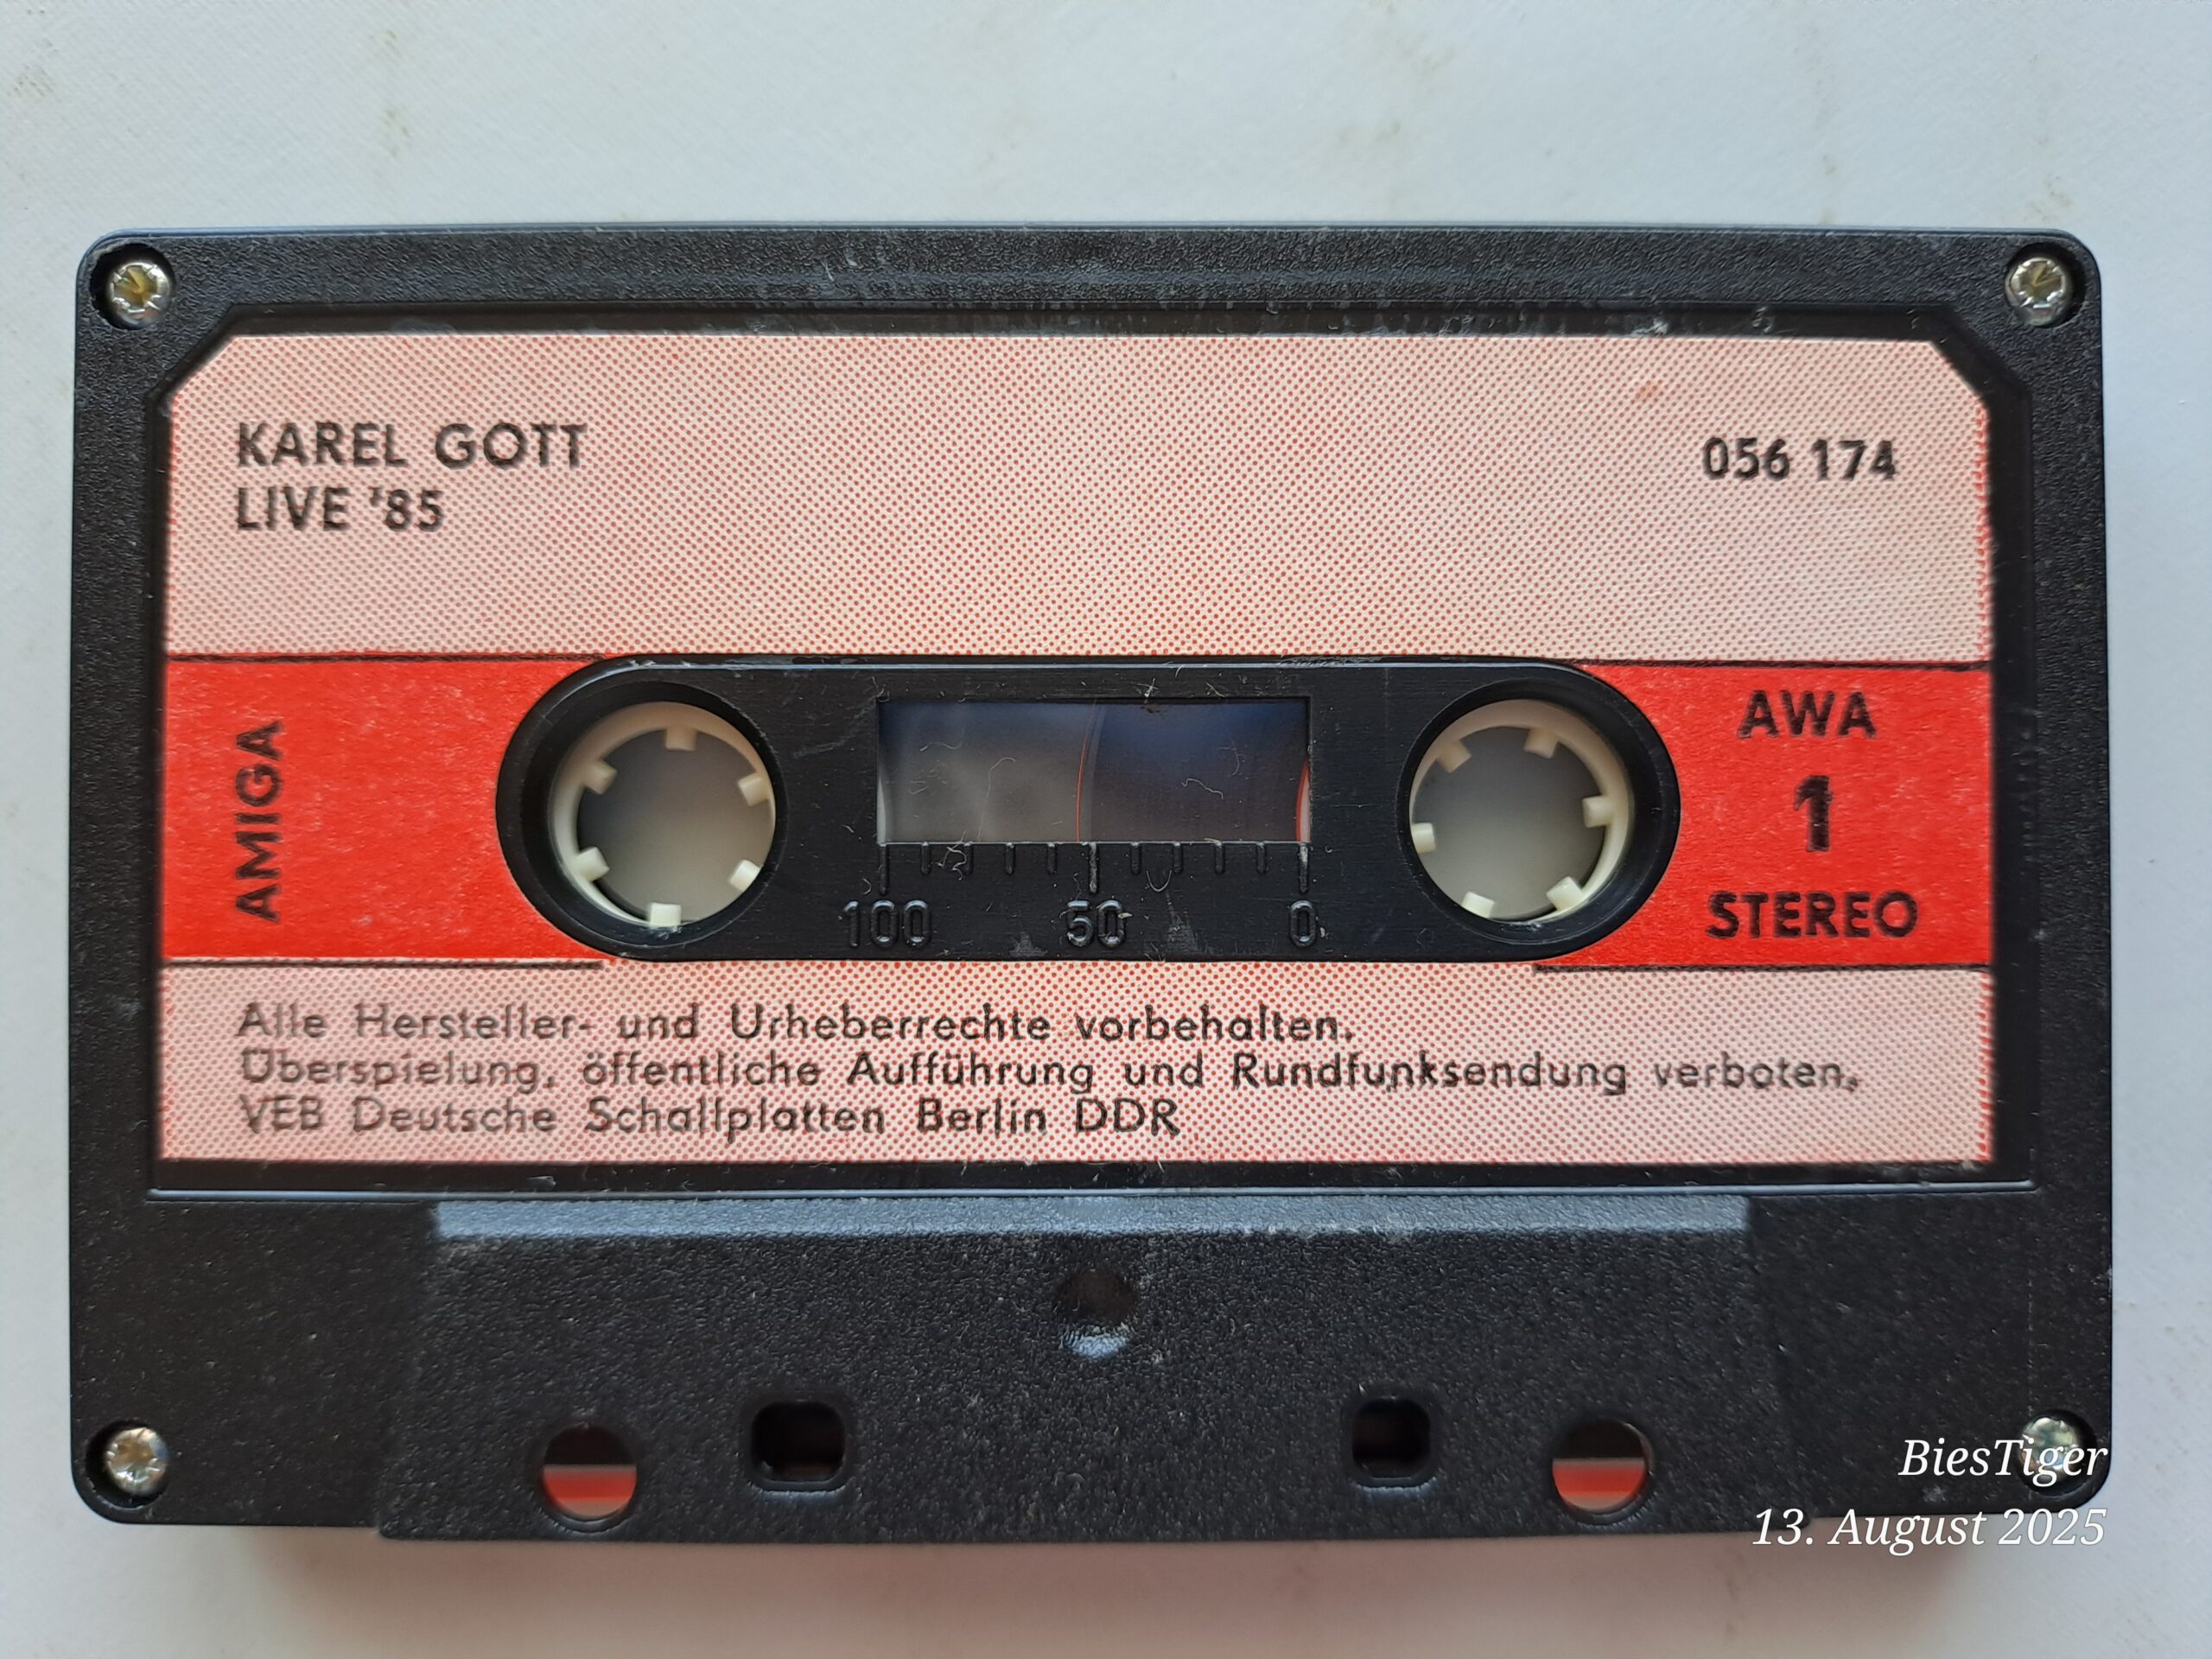 KAREL GOTT
LIVE '85
056 174
AMIGA
AWA
1
STEREO
100 50 0
Alle Hersteller- und Urheberrechte vorbehalten.
Überspielung, öffentliche Aufführung und Rundfunksendung verboten.
VEB Deutsche Schallplatten Berlin DDR
BiesTiger
13. August 2025